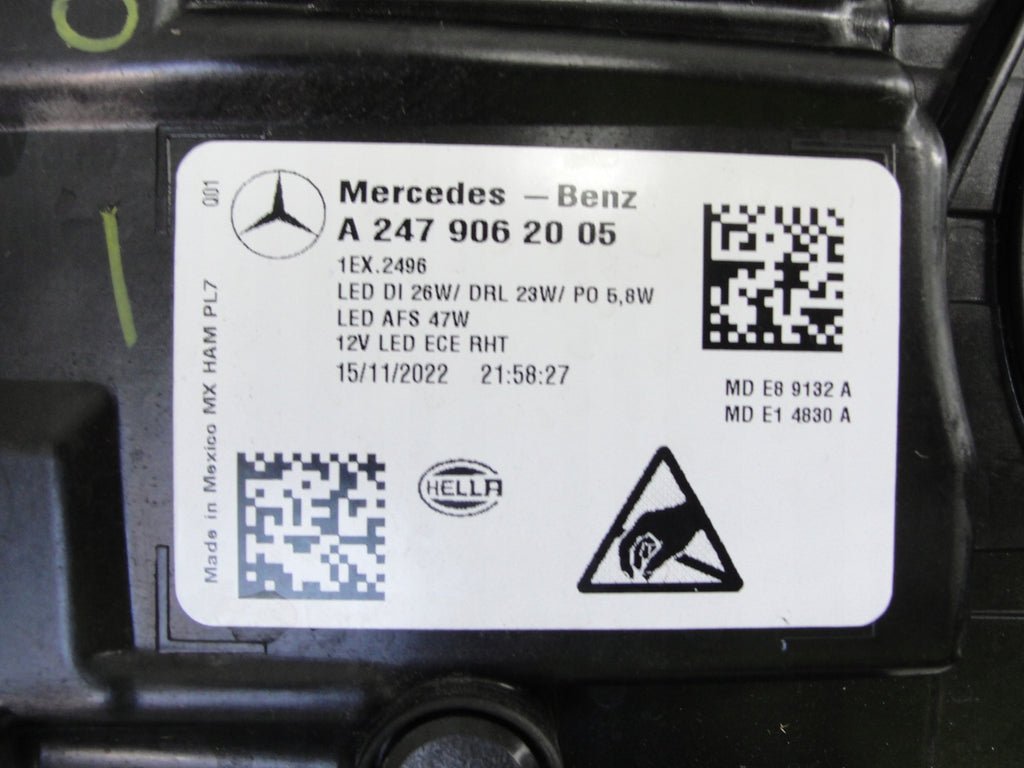 Mercedes - Benz
A 247 906 20 05
1EX.2496
LED DI 26W/ DRL 23W/ PO 5,8W
LED AFS 47W
12V LED ECE RHT
15/11/2022 21:58:27
MD E8 9132 A
MD E1 4830 A
HELLA
Made in Mexico MX HAM PL7
Q01